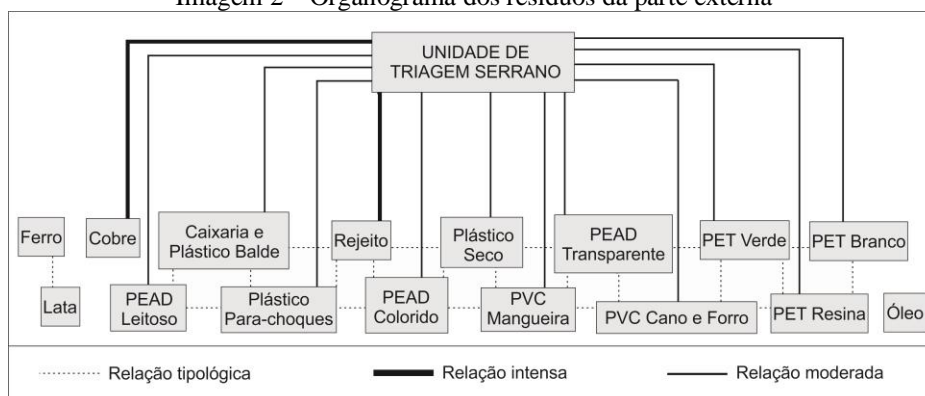 Imagem 2 – Organograma dos resíduos da parte externa
UNIDADE DE
TRIAGEM SERRANO
Ferro
Cobre
Caixaria e
Plástico Balde
Rejeito
Plástico
Seco
PEAD
Transparente
PET Verde
PET Branco
Lata
PEAD
Leitoso
Plástico
Para-choques
PEAD
Colorido
PVC
Mangueira
PVC Cano e Forro
PET Resina
Óleo
Relação tipológica
Relação intensa
Relação moderada